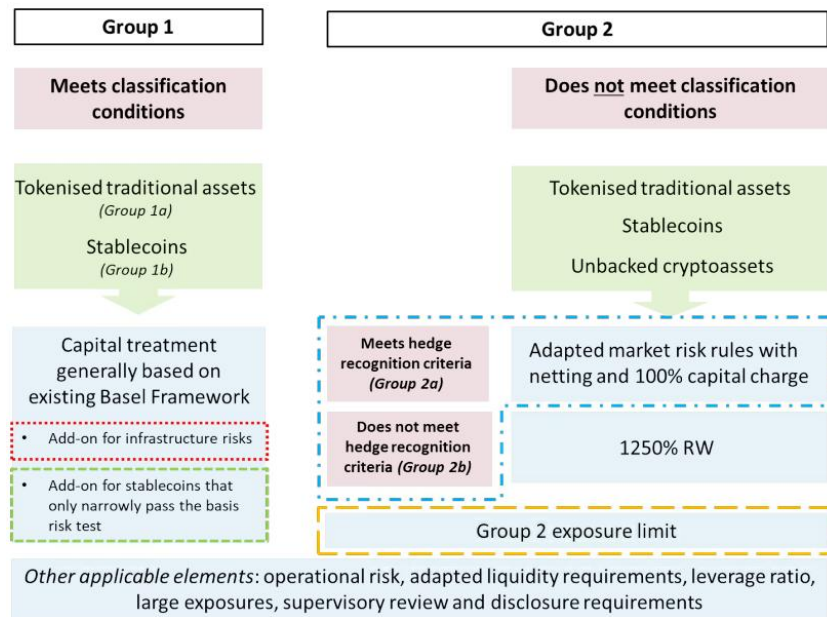 Group 1
Group 2
Meets classification
conditions
Does not meet classification
conditions
Tokenised traditional assets
(Group 1a)
Stablecoins
(Group 1b)
Tokenised traditional assets
Stablecoins
Unbacked cryptoassets
Capital treatment
generally based on
existing Basel Framework
• Add-on for infrastructure risks
• Add-on for stablecoins that
only narrowly pass the basis
risk test
Meets hedge
recognition criteria
(Group 2a)
Adapted market risk rules with
netting and 100% capital charge
Does not meet
hedge recognition
criteria (Group 2b)
1250% RW
Group 2 exposure limit
Other applicable elements: operational risk, adapted liquidity requirements, leverage ratio,
large exposures, supervisory review and disclosure requirements